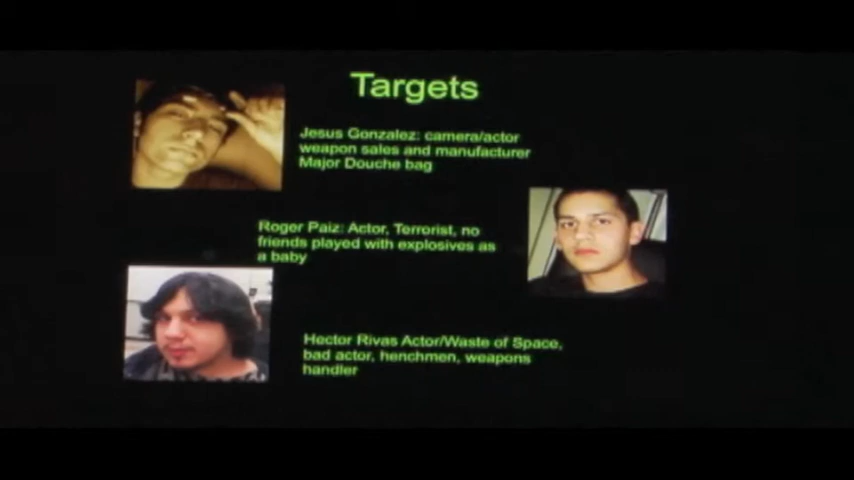 Targets
Jesus Gonzalez: camera/actor
weapon sales and manufacturer
Major Douche bag
Roger Paiz: Actor, Terrorist, no
friends played with explosives as
a baby
Hector Rivas Actor/Waste of Space,
bad actor, henchmen, weapons
handler